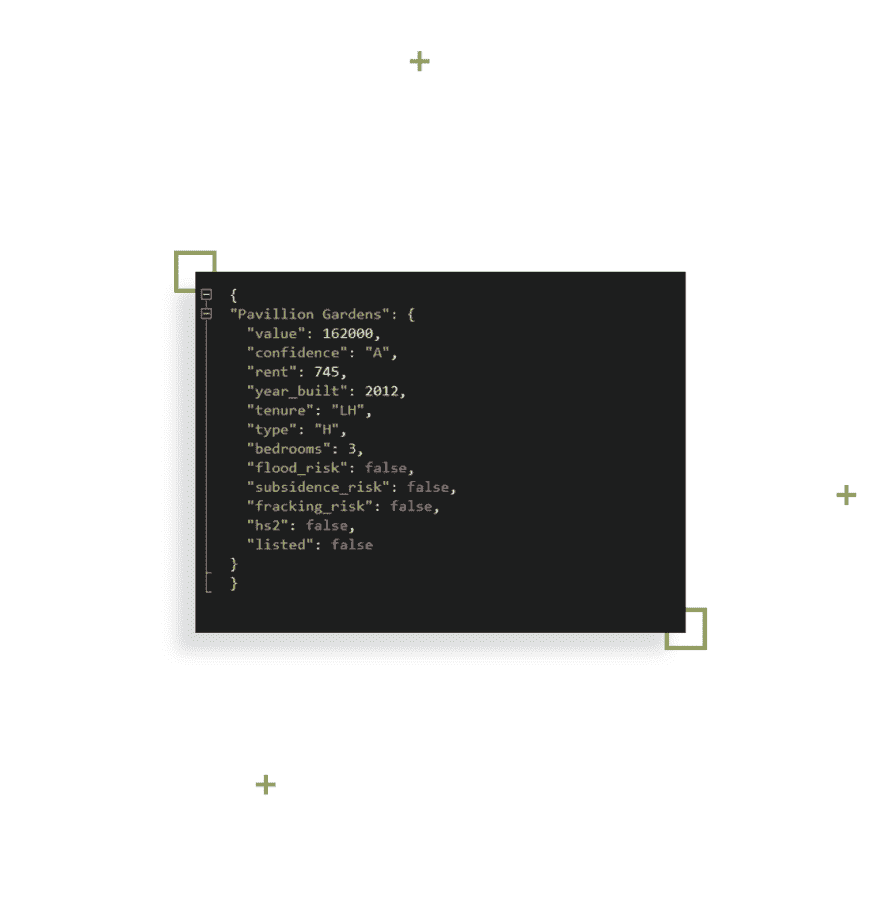 {
"Pavillion Gardens": {
"value": 162000,
"confidence": "A",
"rent": 745,
"year_built": 2012,
"tenure": "LH",
"type": "H",
"bedrooms": 3,
"flood_risk": false,
"subsidence_risk": false,
"fracking_risk": false,
"hs2": false,
"listed": false
}
}